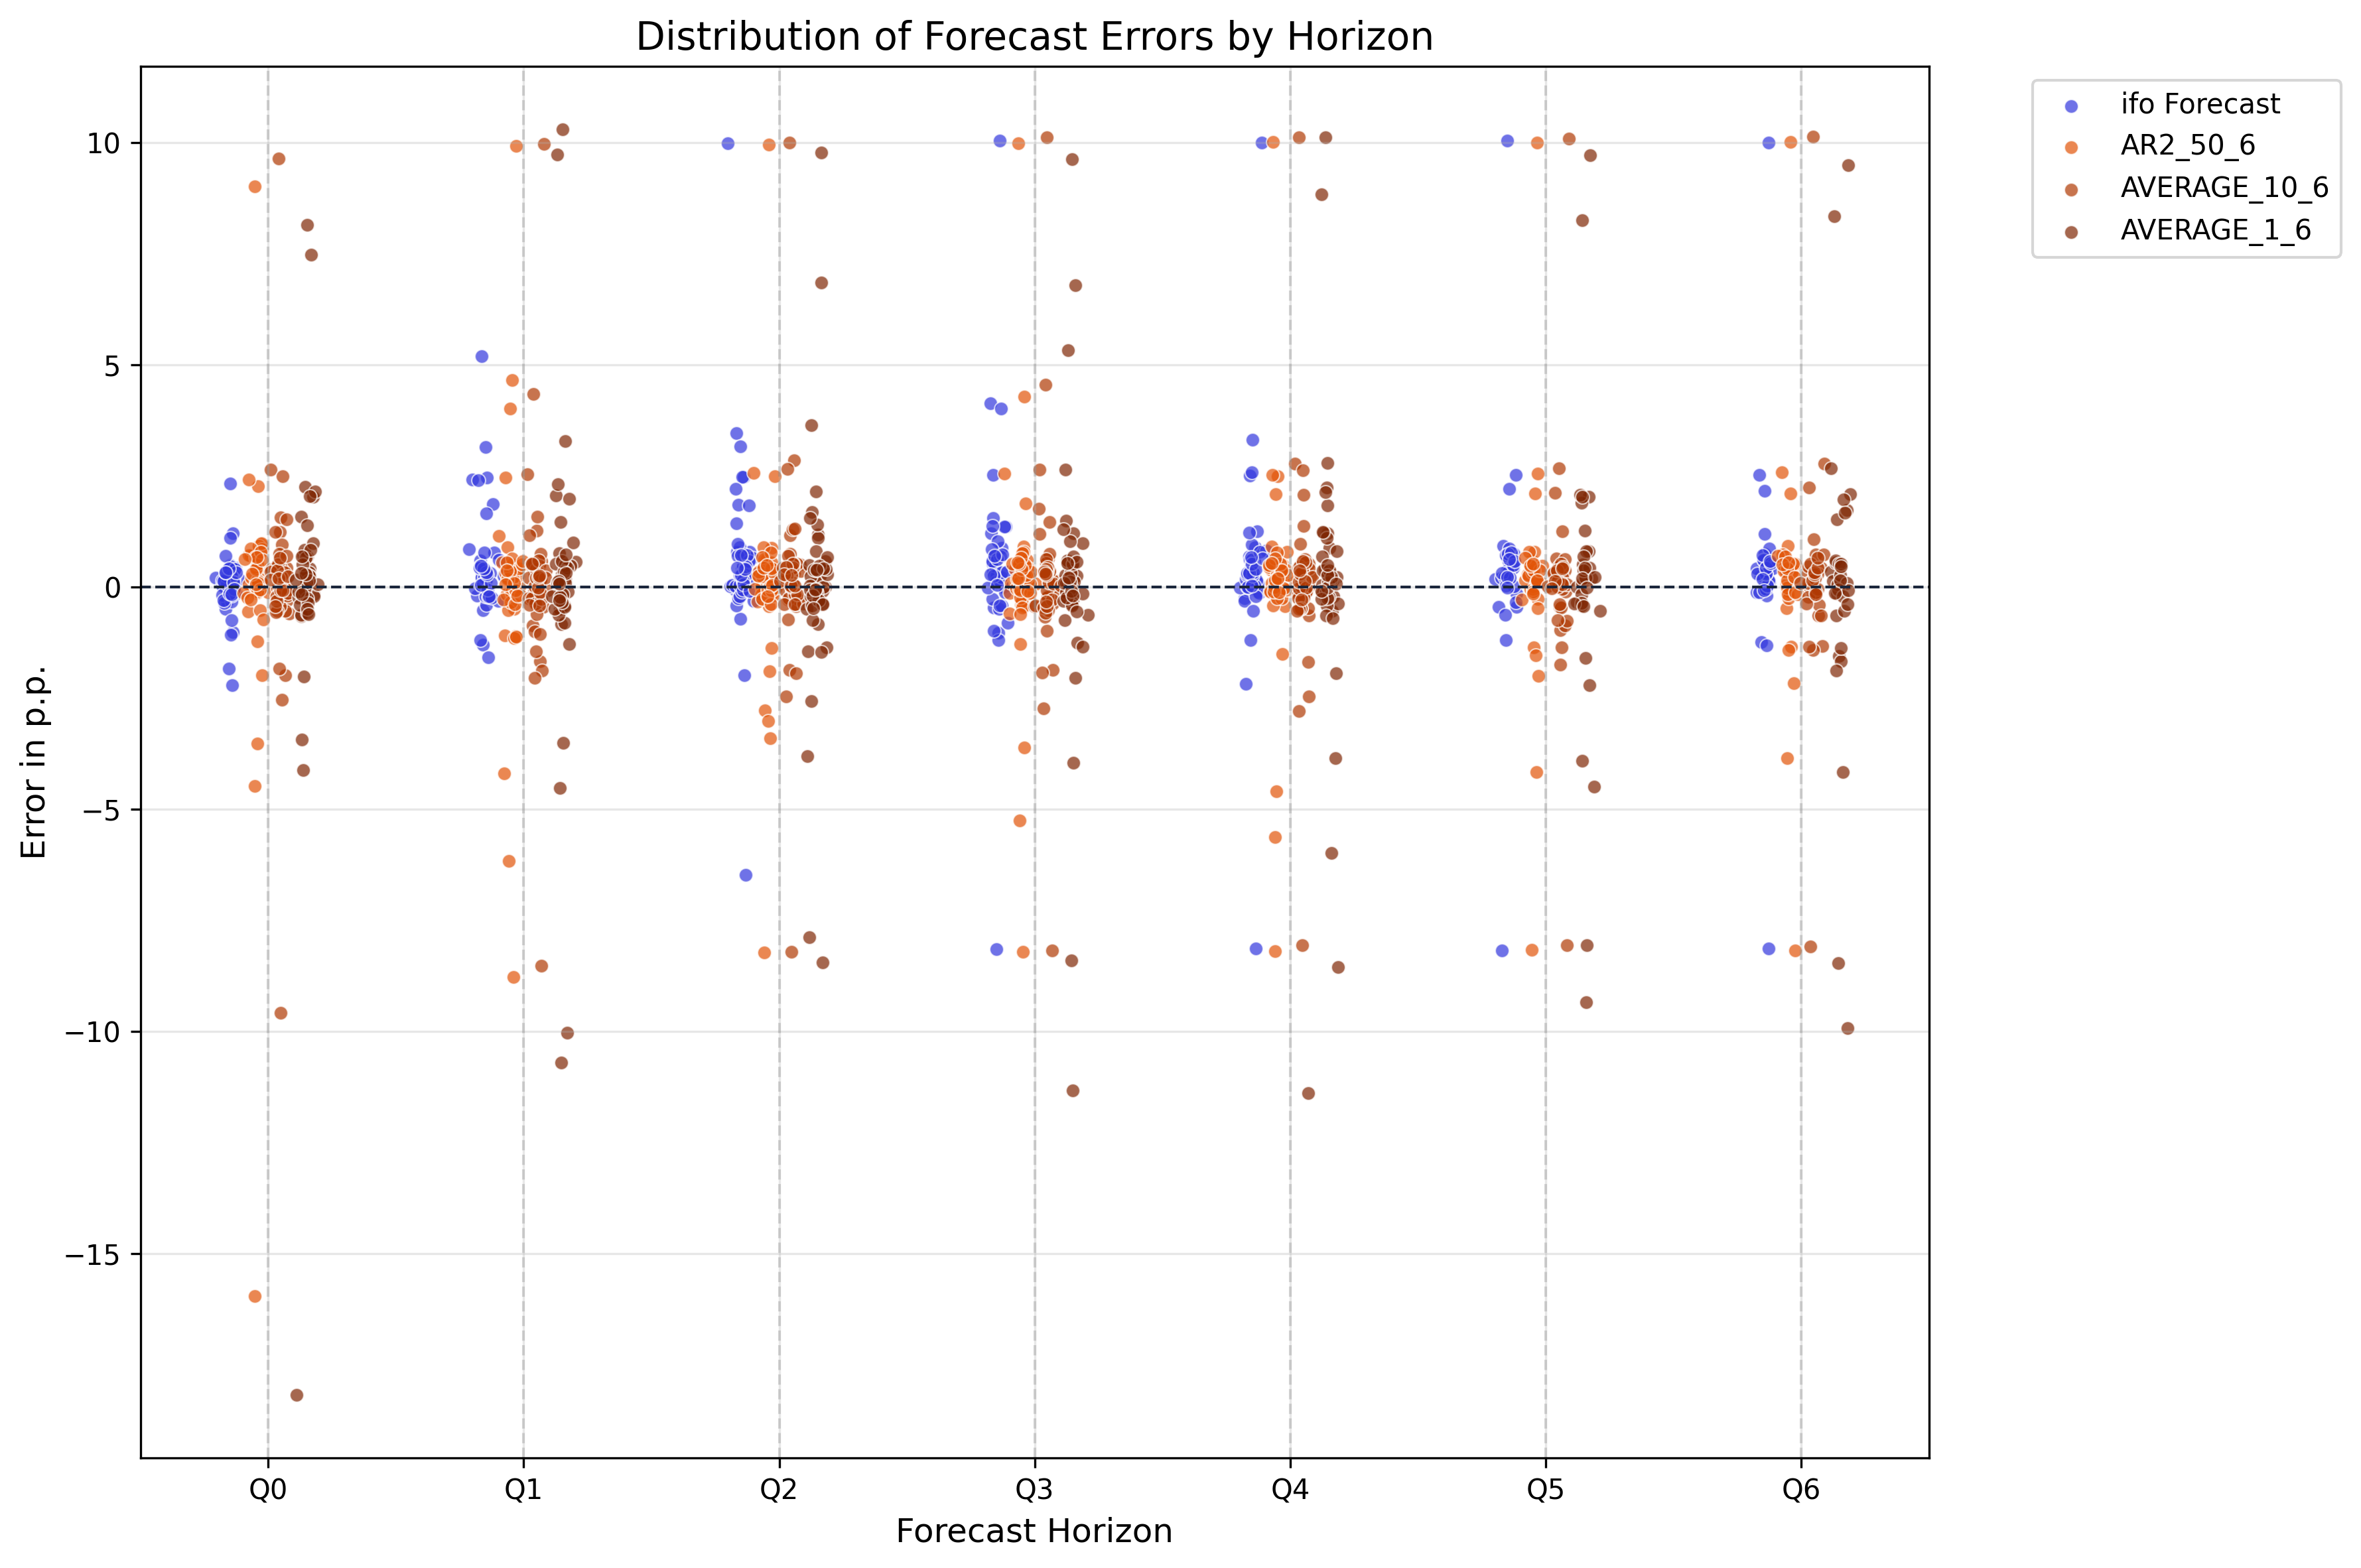 Distribution of Forecast Errors by Horizon
ifo Forecast
AR2_50_6
AVERAGE_10_6
AVERAGE_1_6
Error in p.p.
10
5
0
−5
−10
−15
Q0 Q1 Q2 Q3 Q4 Q5 Q6
Forecast Horizon